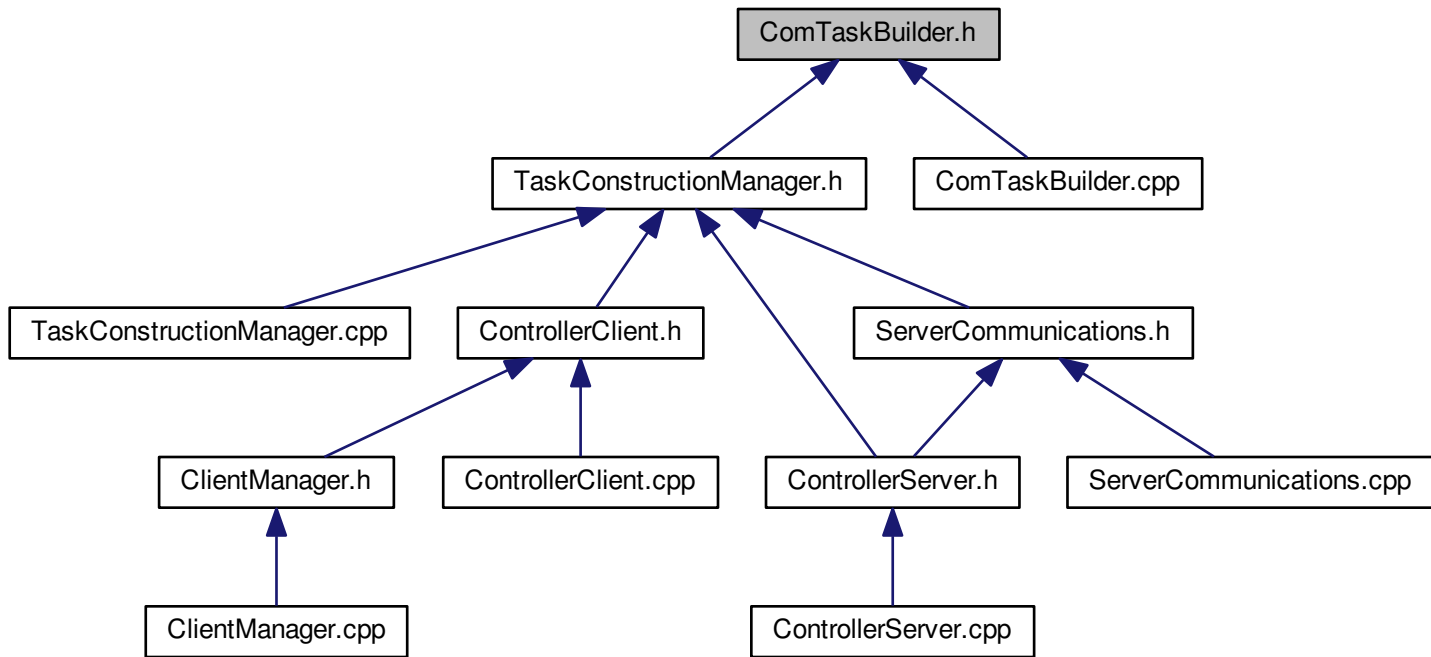 ComTaskBuilder.h
TaskConstructionManager.h
ComTaskBuilder.cpp
TaskConstructionManager.cpp
ControllerClient.h
ServerCommunications.h
ClientManager.h
ControllerClient.cpp
ControllerServer.h
ServerCommunications.cpp
ClientManager.cpp
ControllerServer.cpp